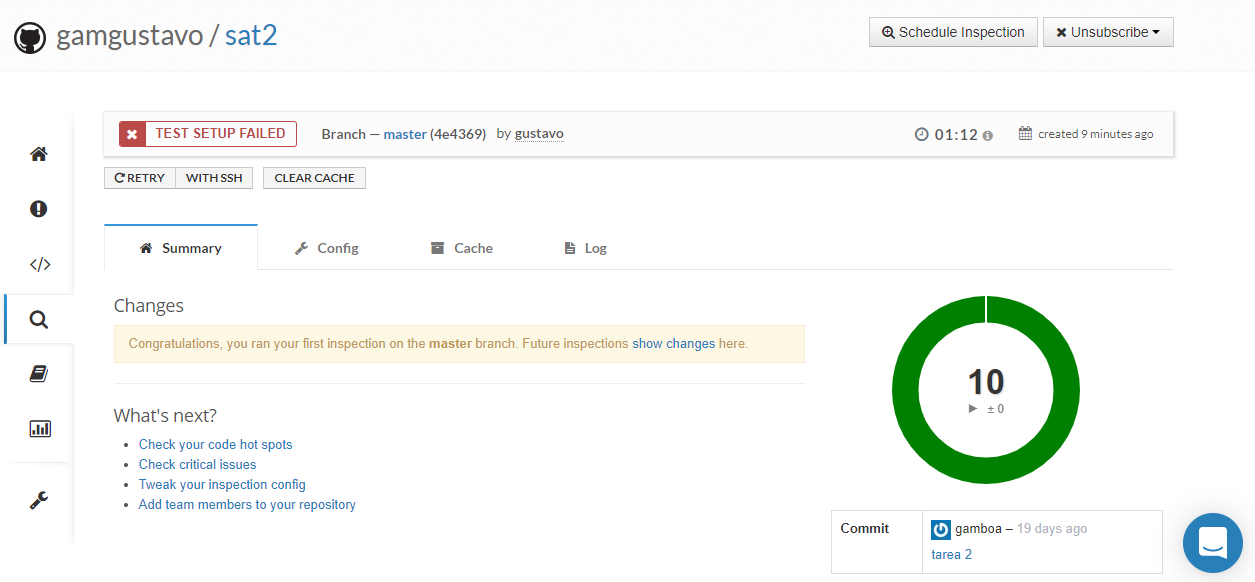 gamgustavo / sat2
Schedule Inspection
Unsubscribe
TEST SETUP FAILED
Branch — master (4e4369) by gustavo
01:12
created 9 minutes ago
RETRY
WITH SSH
CLEAR CACHE
Summary
Config
Cache
Log
Changes
Congratulations, you ran your first inspection on the master branch. Future inspections show changes here.
What's next?
Check your code hot spots
Check critical issues
Tweak your inspection config
Add team members to your repository
10
± 0
Commit
gamboa – 19 days ago
tarea 2